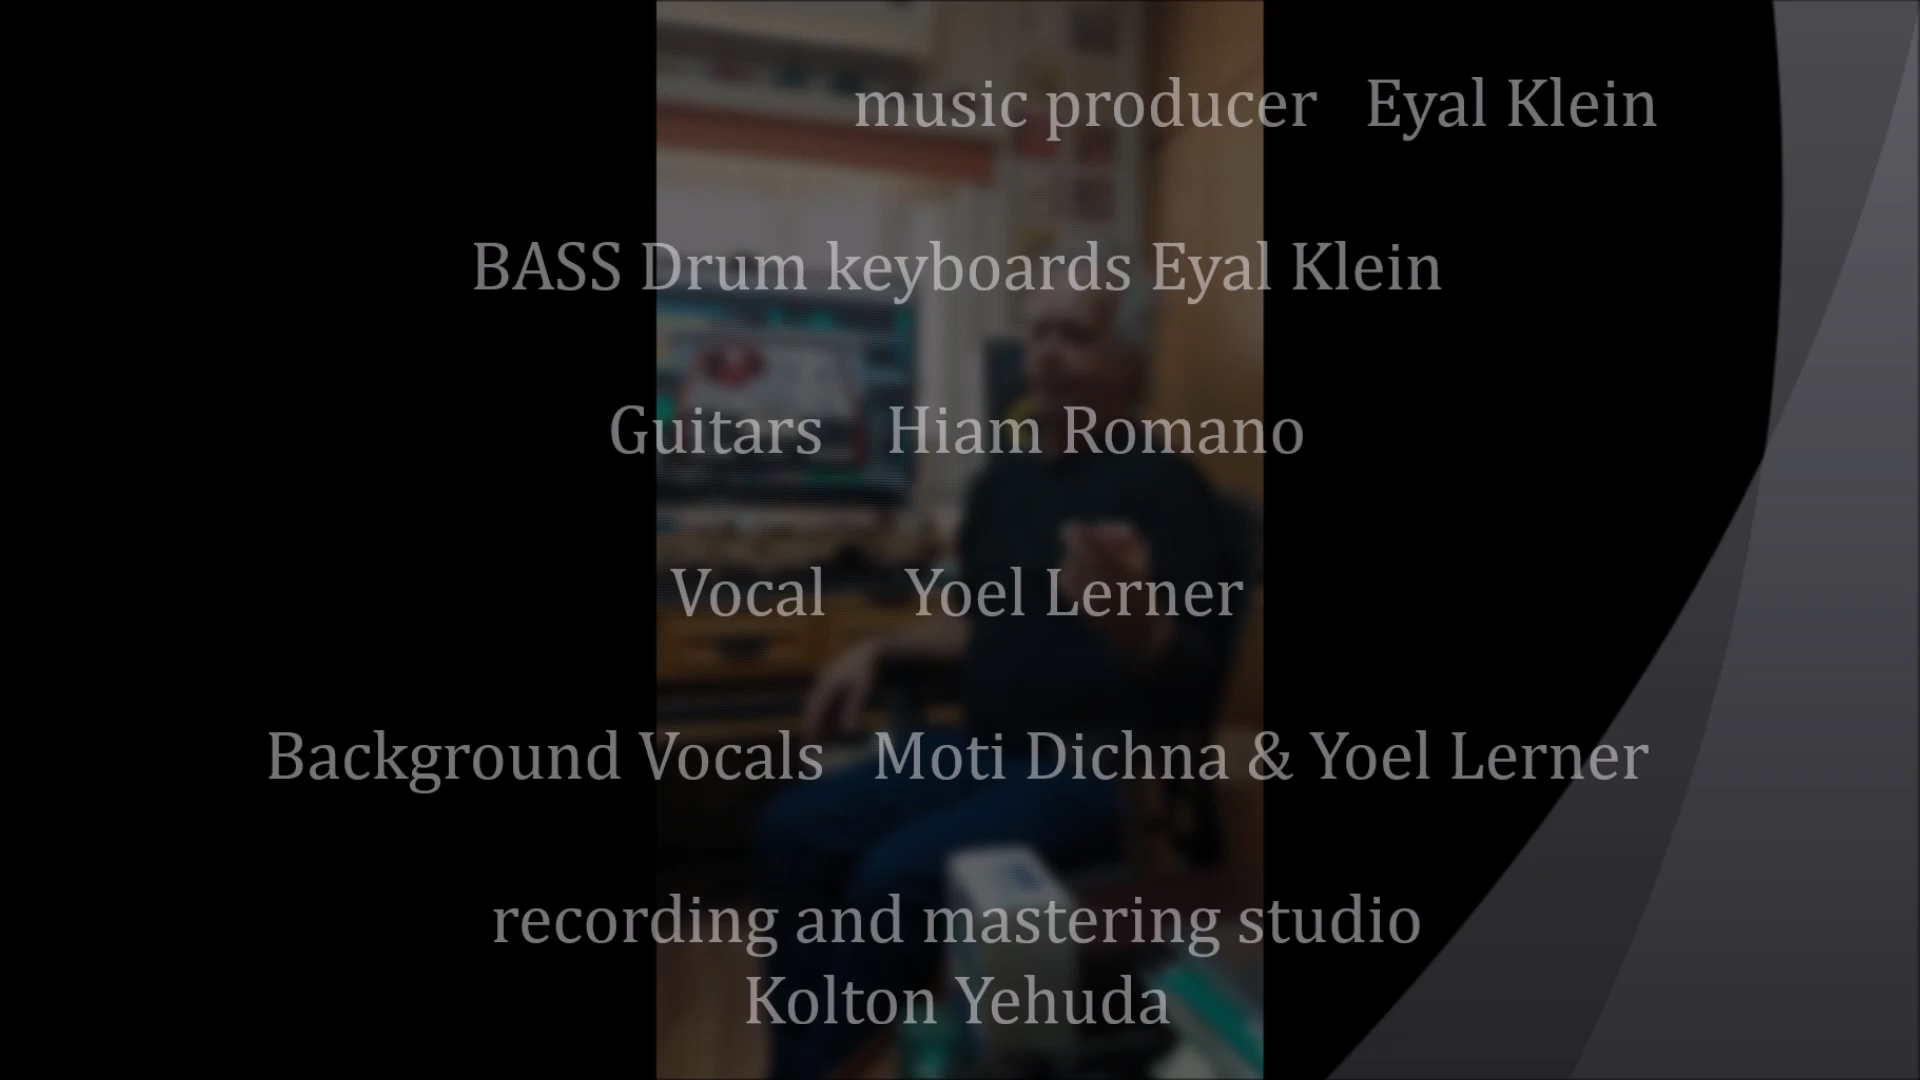 music producer Eyal Klein
BASS Drum keyboards Eyal Klein
Guitars Hiam Romano
Vocal Yoel Lerner
Background Vocals Moti Dichna & Yoel Lerner
recording and mastering studio
Kolton Yehuda